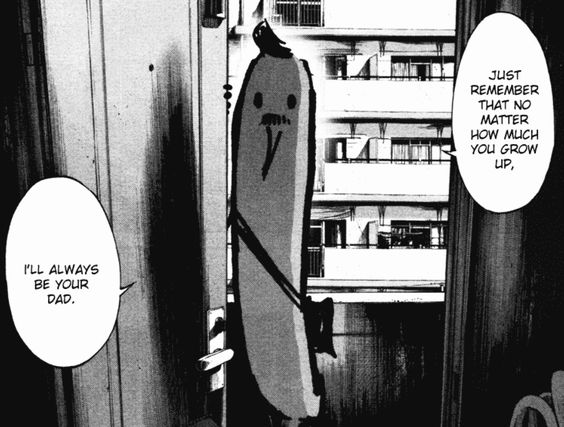 JUST
REMEMBER
THAT NO
MATTER
HOW MUCH
YOU GROW
UP,
I'LL ALWAYS
BE YOUR
DAD.